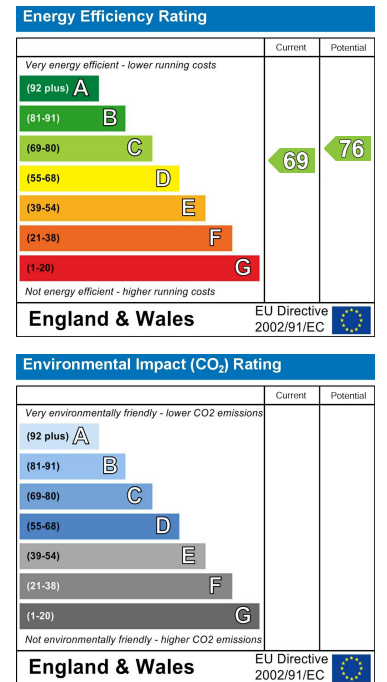 Energy Efficiency Rating
Current Potential
Very energy efficient - lower running costs
(92 plus) A
(81-91) B
(69-80) C
69 76
(55-68) D
(39-54) E
(21-38) F
(1-20) G
Not energy efficient - higher running costs
England & Wales
EU Directive
2002/91/EC
Environmental Impact (CO₂) Rating
Current Potential
Very environmentally friendly - lower CO2 emissions
(92 plus) A
(81-91) B
(69-80) C
(55-68) D
(39-54) E
(21-38) F
(1-20) G
Not environmentally friendly - higher CO2 emissions
England & Wales
EU Directive
2002/91/EC